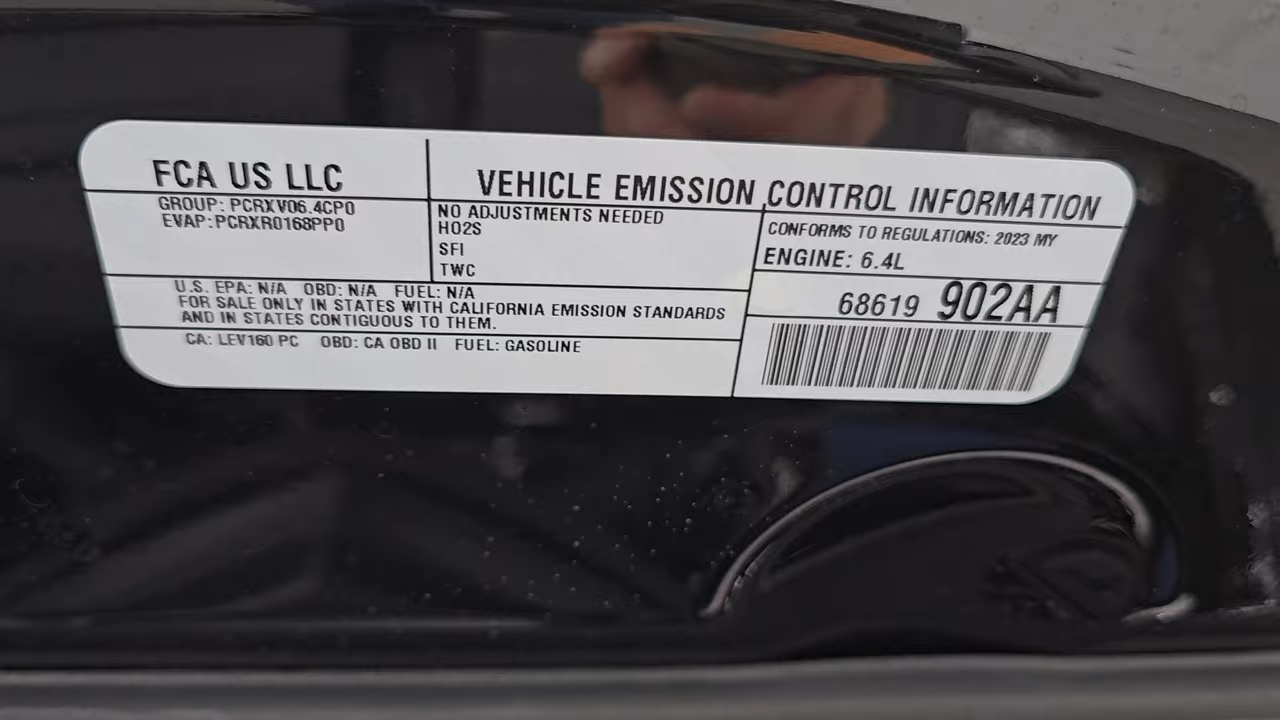 FCA US LLC
VEHICLE EMISSION CONTROL INFORMATION
GROUP: PCRXV06.4CP0
EVAP: PCRXR0168PP0
NO ADJUSTMENTS NEEDED
HO2S
SFI
TWC
CONFORMS TO REGULATIONS: 2023 MY
ENGINE: 6.4L
U.S. EPA: N/A OBD: N/A FUEL: N/A
FOR SALE ONLY IN STATES WITH CALIFORNIA EMISSION STANDARDS
AND IN STATES CONTIGUOUS TO THEM.
68619 902AA
CA: LEV160 PC OBD: CA OBD II FUEL: GASOLINE